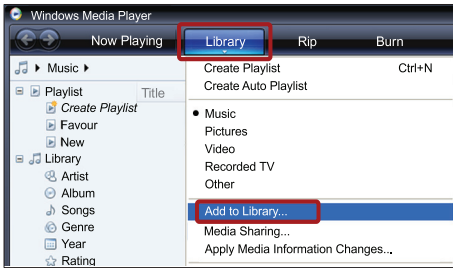 Windows Media Player
Now Playing
Library
Rip
Burn
Music
Create Playlist Ctrl+N
Create Auto Playlist
Playlist
Title
Create Playlist
Favour
New
Library
Artist
Album
Songs
Genre
Year
Rating
Music
Pictures
Video
Recorded TV
Other
Add to Library...
Media Sharing...
Apply Media Information Changes...